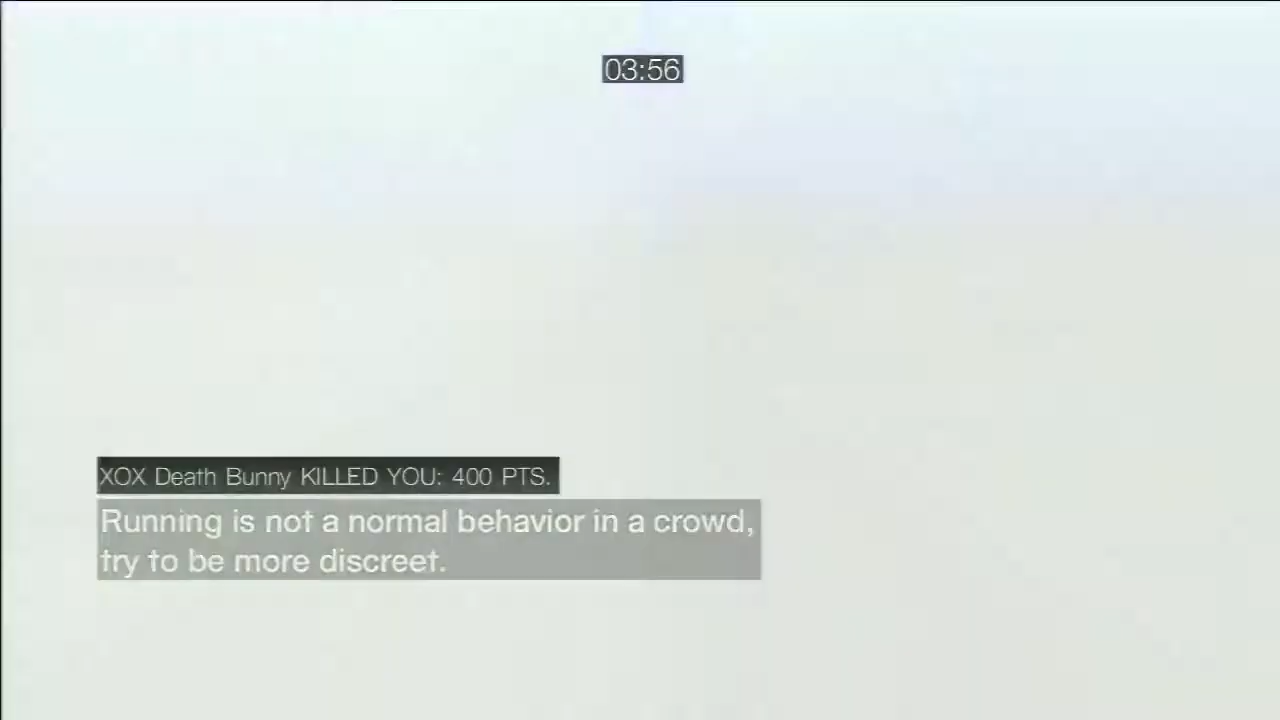 03:56
XOX Death Bunny KILLED YOU: 400 PTS.
Running is not a normal behavior in a crowd,
try to be more discreet.